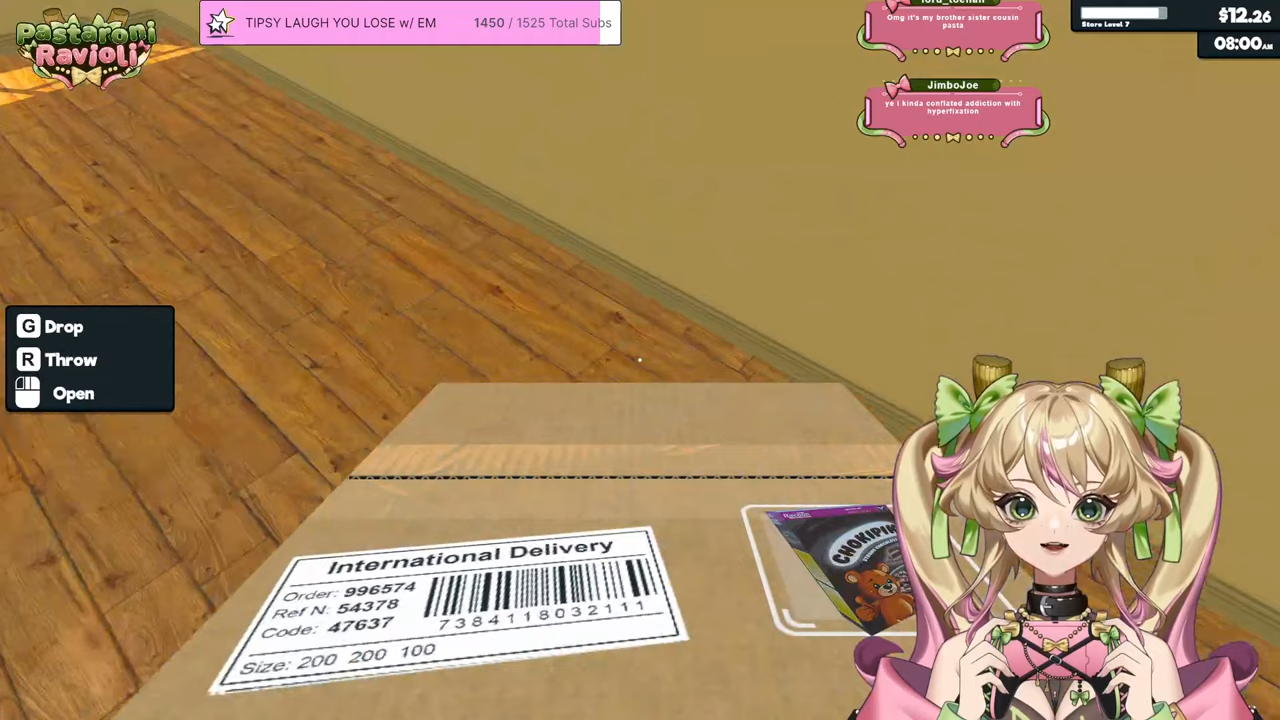 Pastaroni
Ravioli
TIPSY LAUGH YOU LOSE w/ EM 1450 / 1525 Total Subs
Omg it's my brother sister cousin
pasta
JimboJoe
ye i kinda conflated addiction with
hyperfixation
Store Level 7
$12.26
08:00AM
G Drop
R Throw
Open
International Delivery
Order: 996574
Ref N: 54378
Code: 47637
7384118032111
Size: 200 200 100